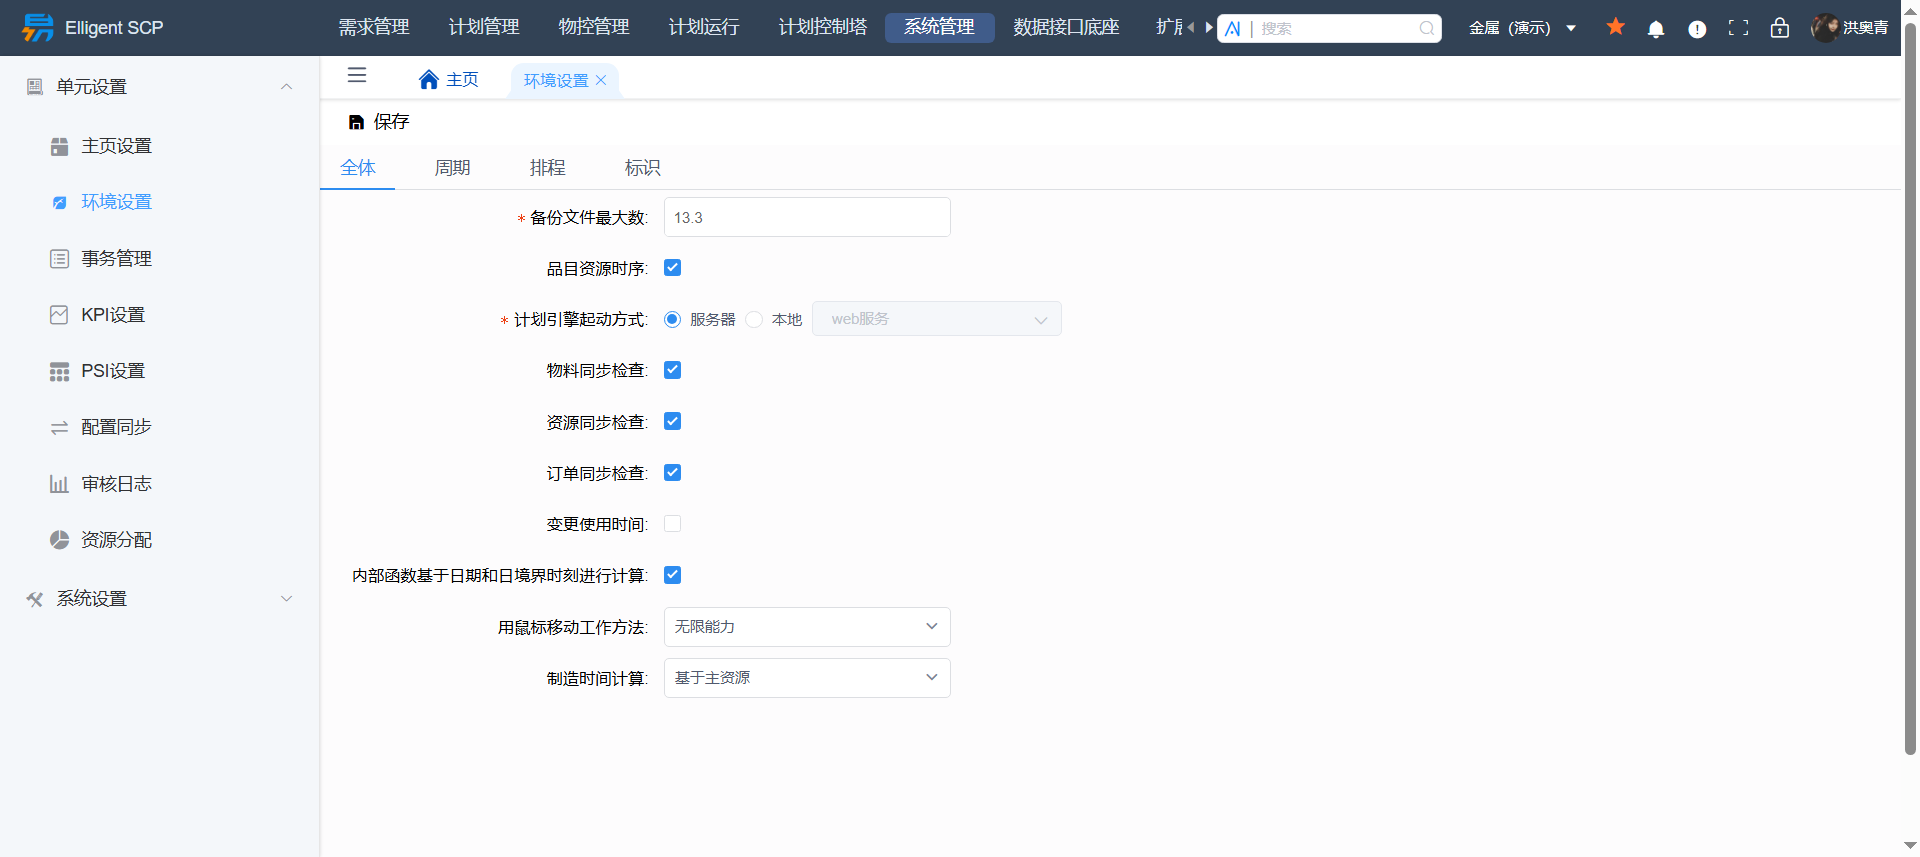 Elligent SCP
需求管理 计划管理 物控管理 计划运行 计划控制塔 系统管理 数据接口底座
搜索
金属（演示）
洪奥青
单元设置
主页设置
环境设置
事务管理
KPI设置
PSI设置
配置同步
审核日志
资源分配
系统设置
主页 环境设置
保存
全体 周期 排程 标识
* 备份文件最大数: 13.3
品目资源时序:
* 计划引擎起动方式: 服务器 本地 web服务
物料同步检查:
资源同步检查:
订单同步检查:
变更使用时间:
内部函数基于日期和日境界时刻进行计算:
用鼠标移动工作方法: 无限能力
制造时间计算: 基于主资源